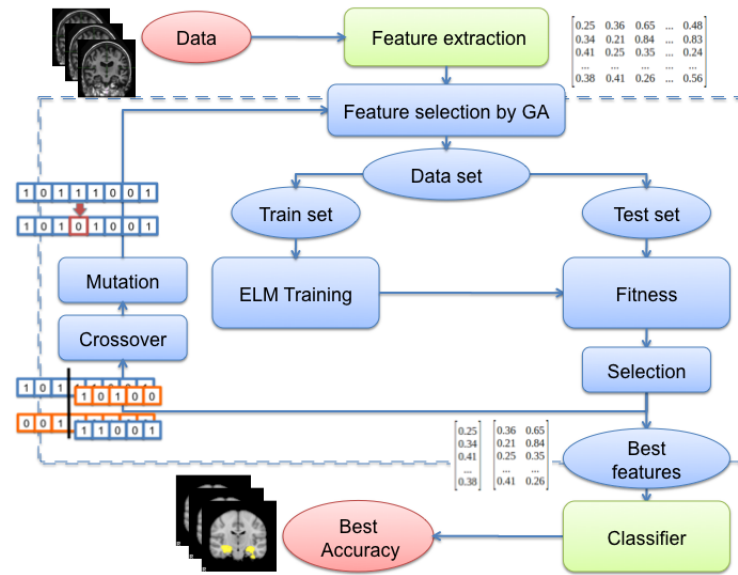 Data
Feature extraction
0.25 0.36 0.65 ... 0.48
0.34 0.21 0.84 ... 0.83
0.41 0.25 0.35 ... 0.24
... ... ... ... ...
0.38 0.41 0.26 ... 0.56
Feature selection by GA
Data set
Train set
Test set
1 0 1 1 1 0 0 1
1 0 1 0 1 0 0 1
Mutation
ELM Training
Fitness
Crossover
Selection
1 0 1
1 0 1 0 0
0 0 1
1 1 0 0 1
0.25
0.34
0.41
...
0.38
0.36 0.65
0.21 0.84
0.25 0.35
...
0.41 0.26
Best
features
Best
Accuracy
Classifier